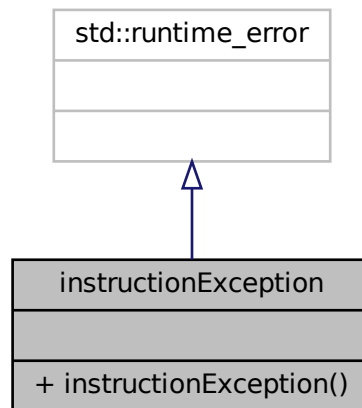 std::runtime_error
instructionException
+ instructionException()